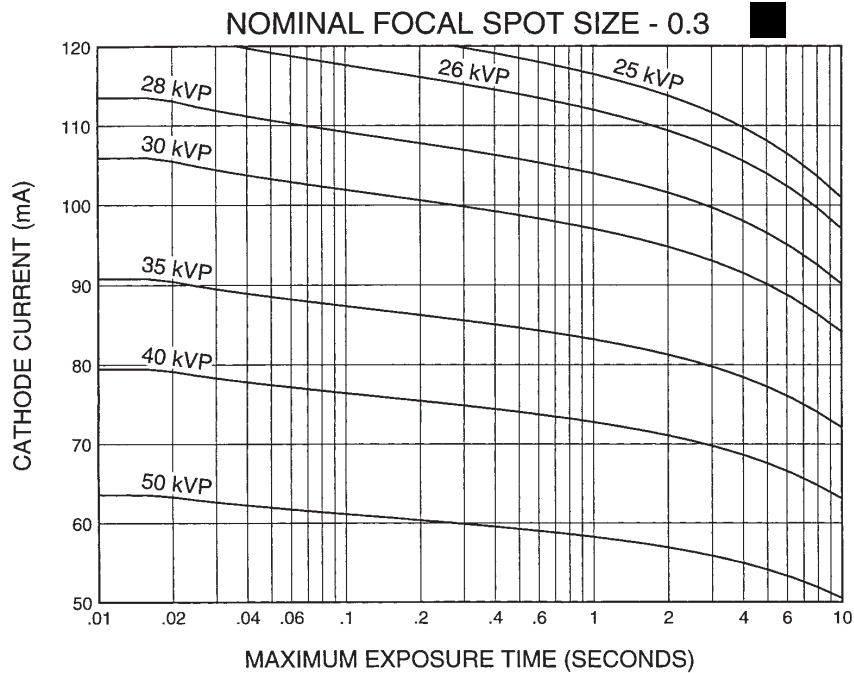 NOMINAL FOCAL SPOT SIZE - 0.3
120
110
100
90
80
70
60
50
CATHODE CURRENT (mA)
25 kVP
26 kVP
28 kVP
30 kVP
35 kVP
40 kVP
50 kVP
.01 .02 .04 .06 .1 .2 .4 .6 1 2 4 6 10
MAXIMUM EXPOSURE TIME (SECONDS)